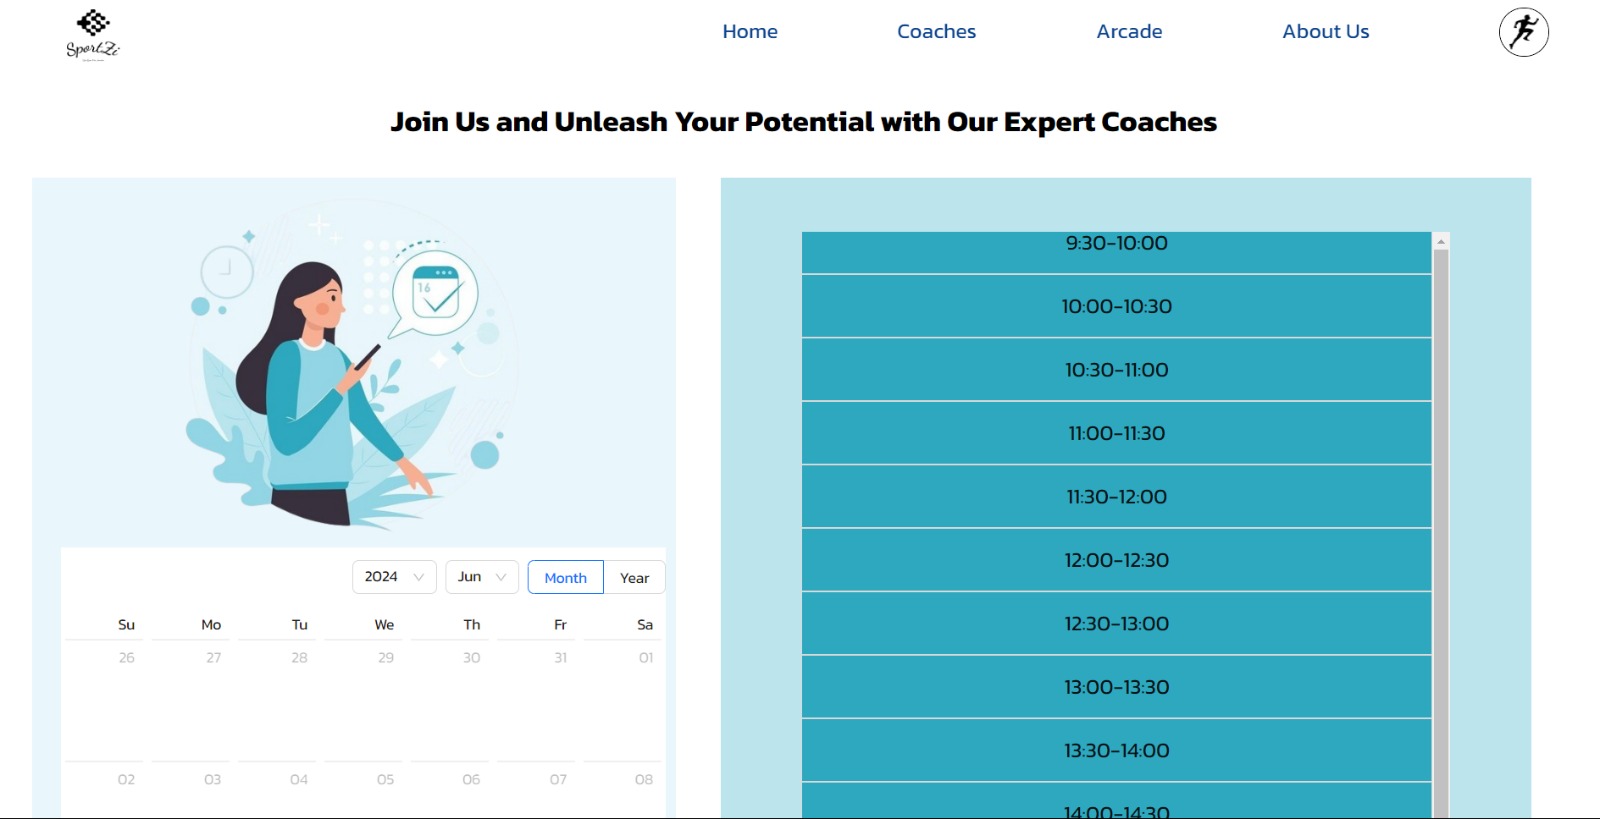 SportZi
Home
Coaches
Arcade
About Us
Join Us and Unleash Your Potential with Our Expert Coaches
16
2024
Jun
Month
Year
Su Mo Tu We Th Fr Sa
26 27 28 29 30 31 01
02 03 04 05 06 07 08
9:30-10:00
10:00-10:30
10:30-11:00
11:00-11:30
11:30-12:00
12:00-12:30
12:30-13:00
13:00-13:30
13:30-14:00
14:00-14:30